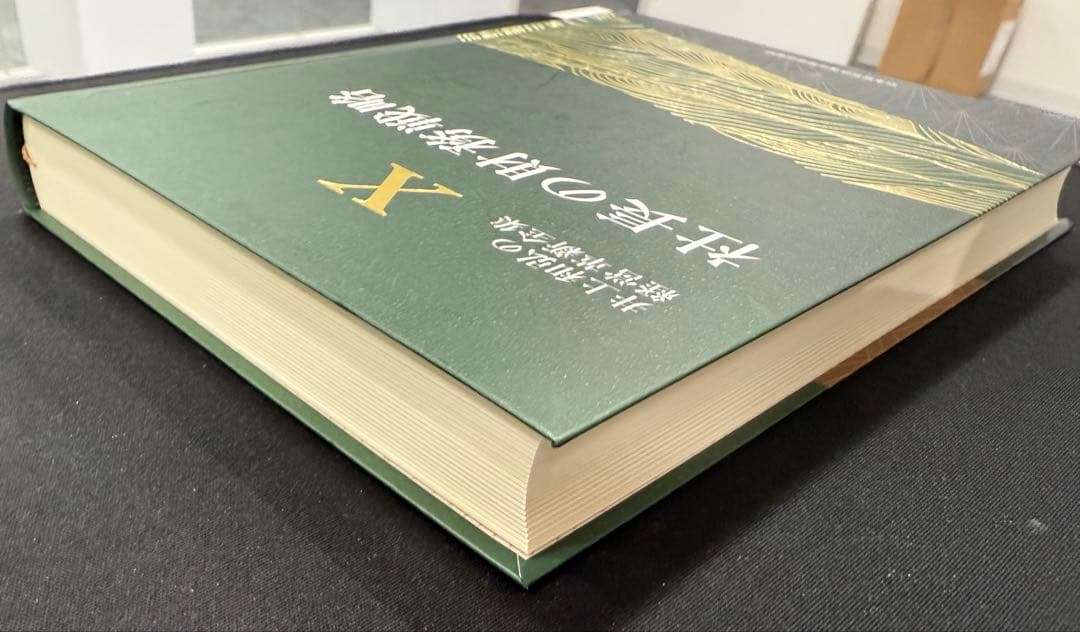 井上和弘の
経営革新全集
X
社長の財務戦略